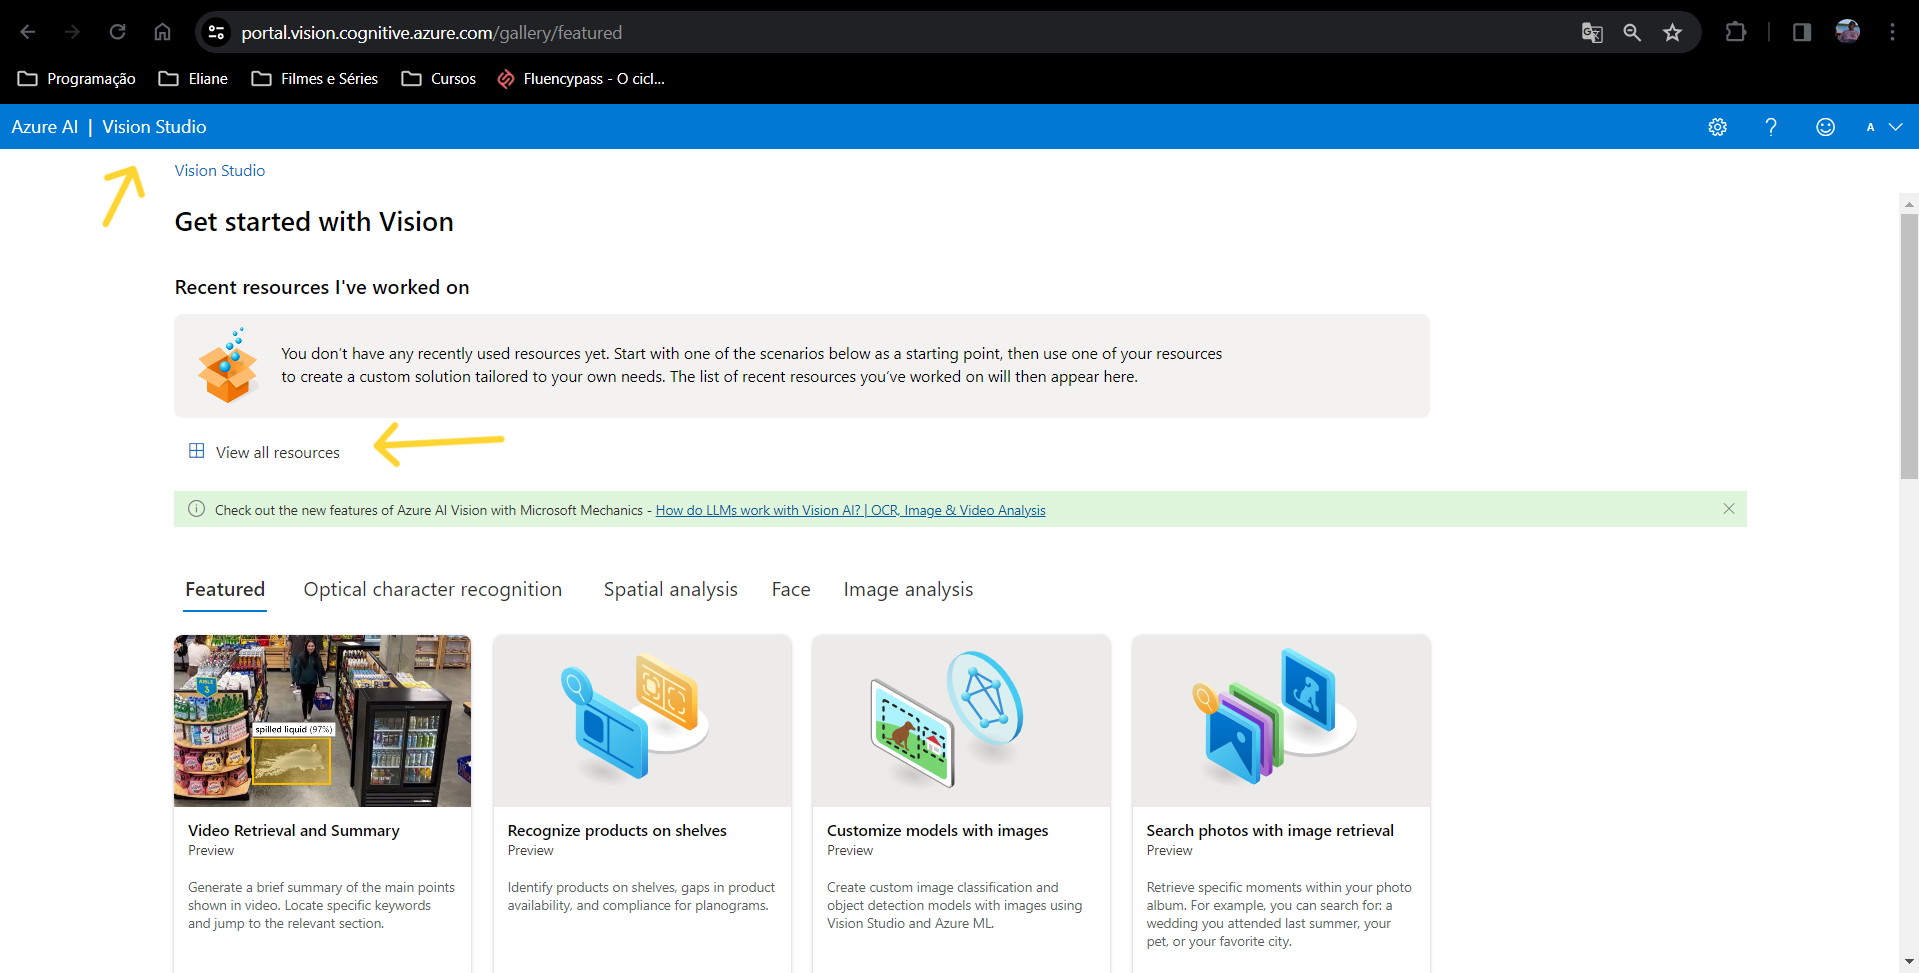 portal.vision.cognitive.azure.com/gallery/featured
Programação Eliane Filmes e Séries Cursos Fluencypass - O cicl...
Azure AI | Vision Studio A
Vision Studio
Get started with Vision
Recent resources I've worked on
You don't have any recently used resources yet. Start with one of the scenarios below as a starting point, then use one of your resources
to create a custom solution tailored to your own needs. The list of recent resources you've worked on will then appear here.
View all resources
Check out the new features of Azure AI Vision with Microsoft Mechanics - How do LLMs work with Vision AI? | OCR, Image & Video Analysis
Featured Optical character recognition Spatial analysis Face Image analysis
AISLE
3
spilled liquid (97%)
Video Retrieval and Summary
Preview
Generate a brief summary of the main points
shown in video. Locate specific keywords
and jump to the relevant section.
Recognize products on shelves
Preview
Identify products on shelves, gaps in product
availability, and compliance for planograms.
Customize models with images
Preview
Create custom image classification and
object detection models with images using
Vision Studio and Azure ML.
Search photos with image retrieval
Preview
Retrieve specific moments within your photo
album. For example, you can search for: a
wedding you attended last summer, your
pet, or your favorite city.